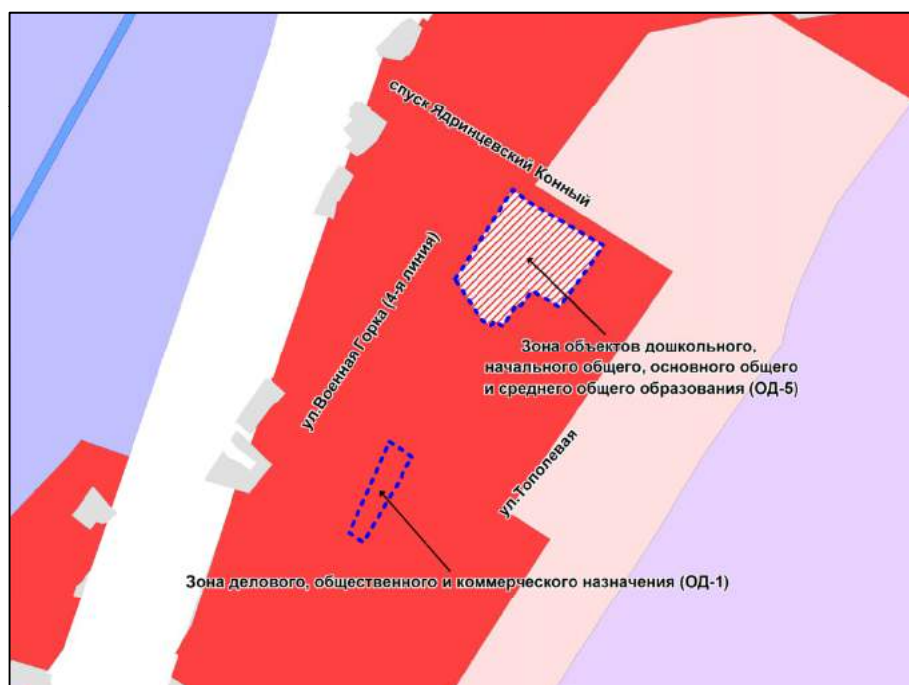 спуск Ядринцевский Конный
ул.Военная Горка (4-я линия)
Зона объектов дошкольного,
начального общего, основного общего
и среднего общего образования (ОД-5)
ул.Тополевая
Зона делового, общественного и коммерческого назначения (ОД-1)